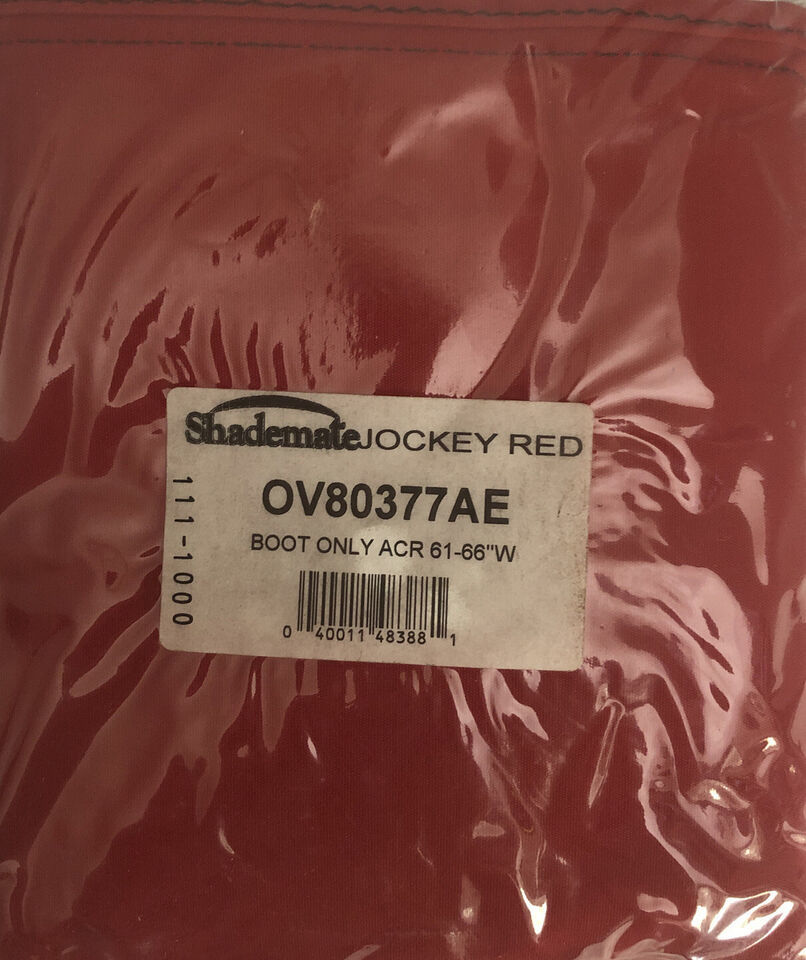 Shademate JOCKEY RED
OV80377AE
BOOT ONLY ACR 61-66"W
0 40011 48388 1
111-1000